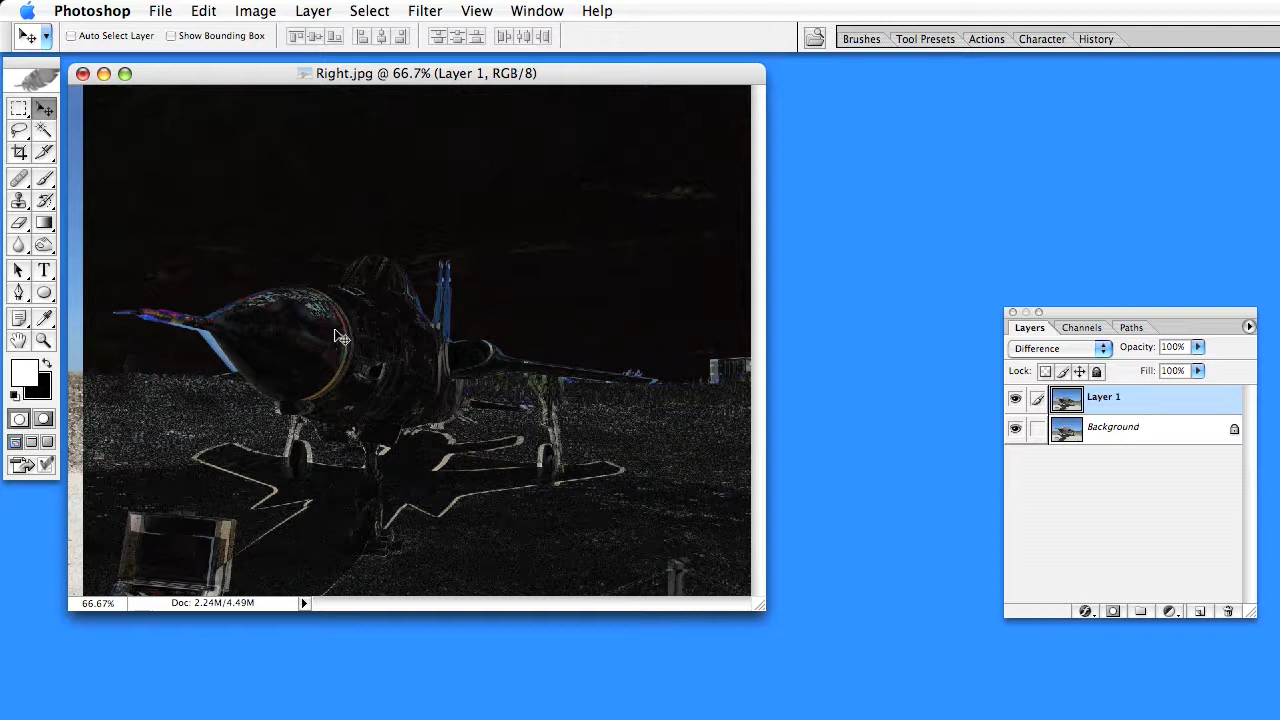 Photoshop File Edit Image Layer Select Filter View Window Help
Auto Select Layer Show Bounding Box
Brushes Tool Presets Actions Character History
Right.jpg @ 66.7% (Layer 1, RGB/8)
T
Layers Channels Paths
Difference Opacity: 100%
Lock: Fill: 100%
Layer 1
Background
66.67% Doc: 2.24M/4.49M